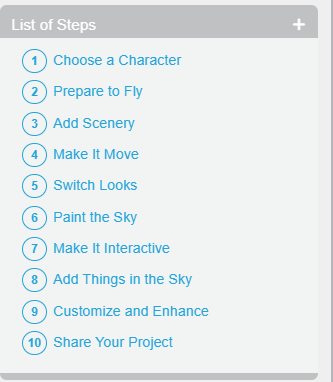 List of Steps +
1 Choose a Character
2 Prepare to Fly
3 Add Scenery
4 Make It Move
5 Switch Looks
6 Paint the Sky
7 Make It Interactive
8 Add Things in the Sky
9 Customize and Enhance
10 Share Your Project